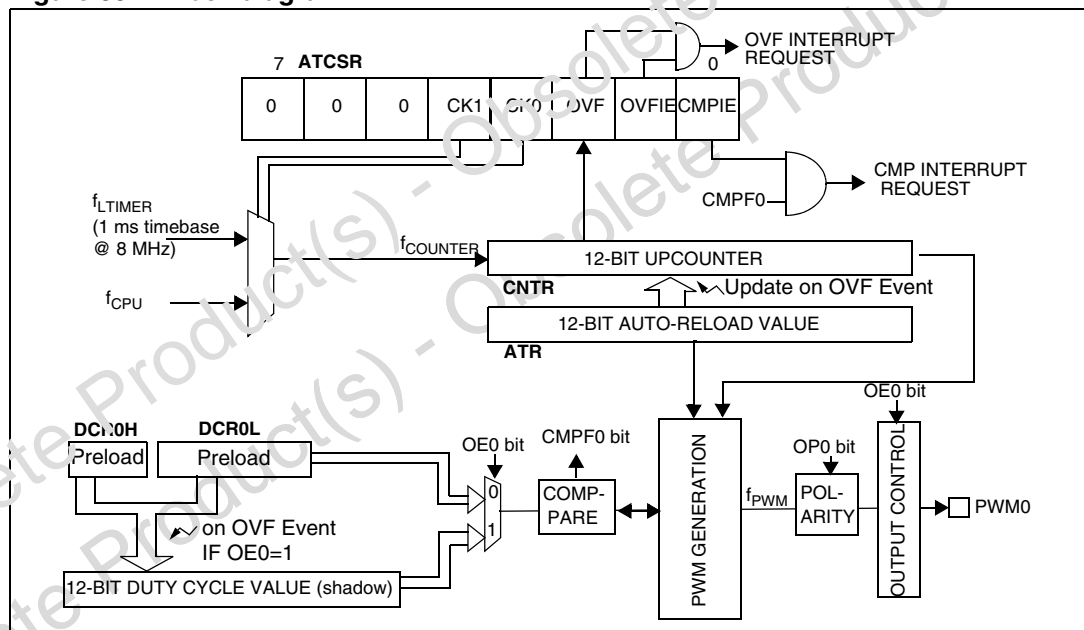 7 ATCSR
0
0 0 0 CK1 CK0 OVF OVFIE CMPIE
OVF INTERRUPT
REQUEST
CMP INTERRUPT
REQUEST
CMPF0
fLTIMER
(1 ms timebase
@ 8 MHz)
fCPU
fCOUNTER
12-BIT UPCOUNTER
CNTR
Update on OVF Event
12-BIT AUTO-RELOAD VALUE
ATR
DCR0H
Preload
DCR0L
Preload
on OVF Event
IF OE0=1
12-BIT DUTY CYCLE VALUE (shadow)
OE0 bit
0
1
CMPF0 bit
COMP-
PARE
PWM GENERATION
fPWM
OP0 bit
POL-
ARITY
OE0 bit
OUTPUT CONTROL
PWM0
Obsolete Product(s) - Obsolete Product(s)
Obsolete Product(s) - Obsolete Product(s)